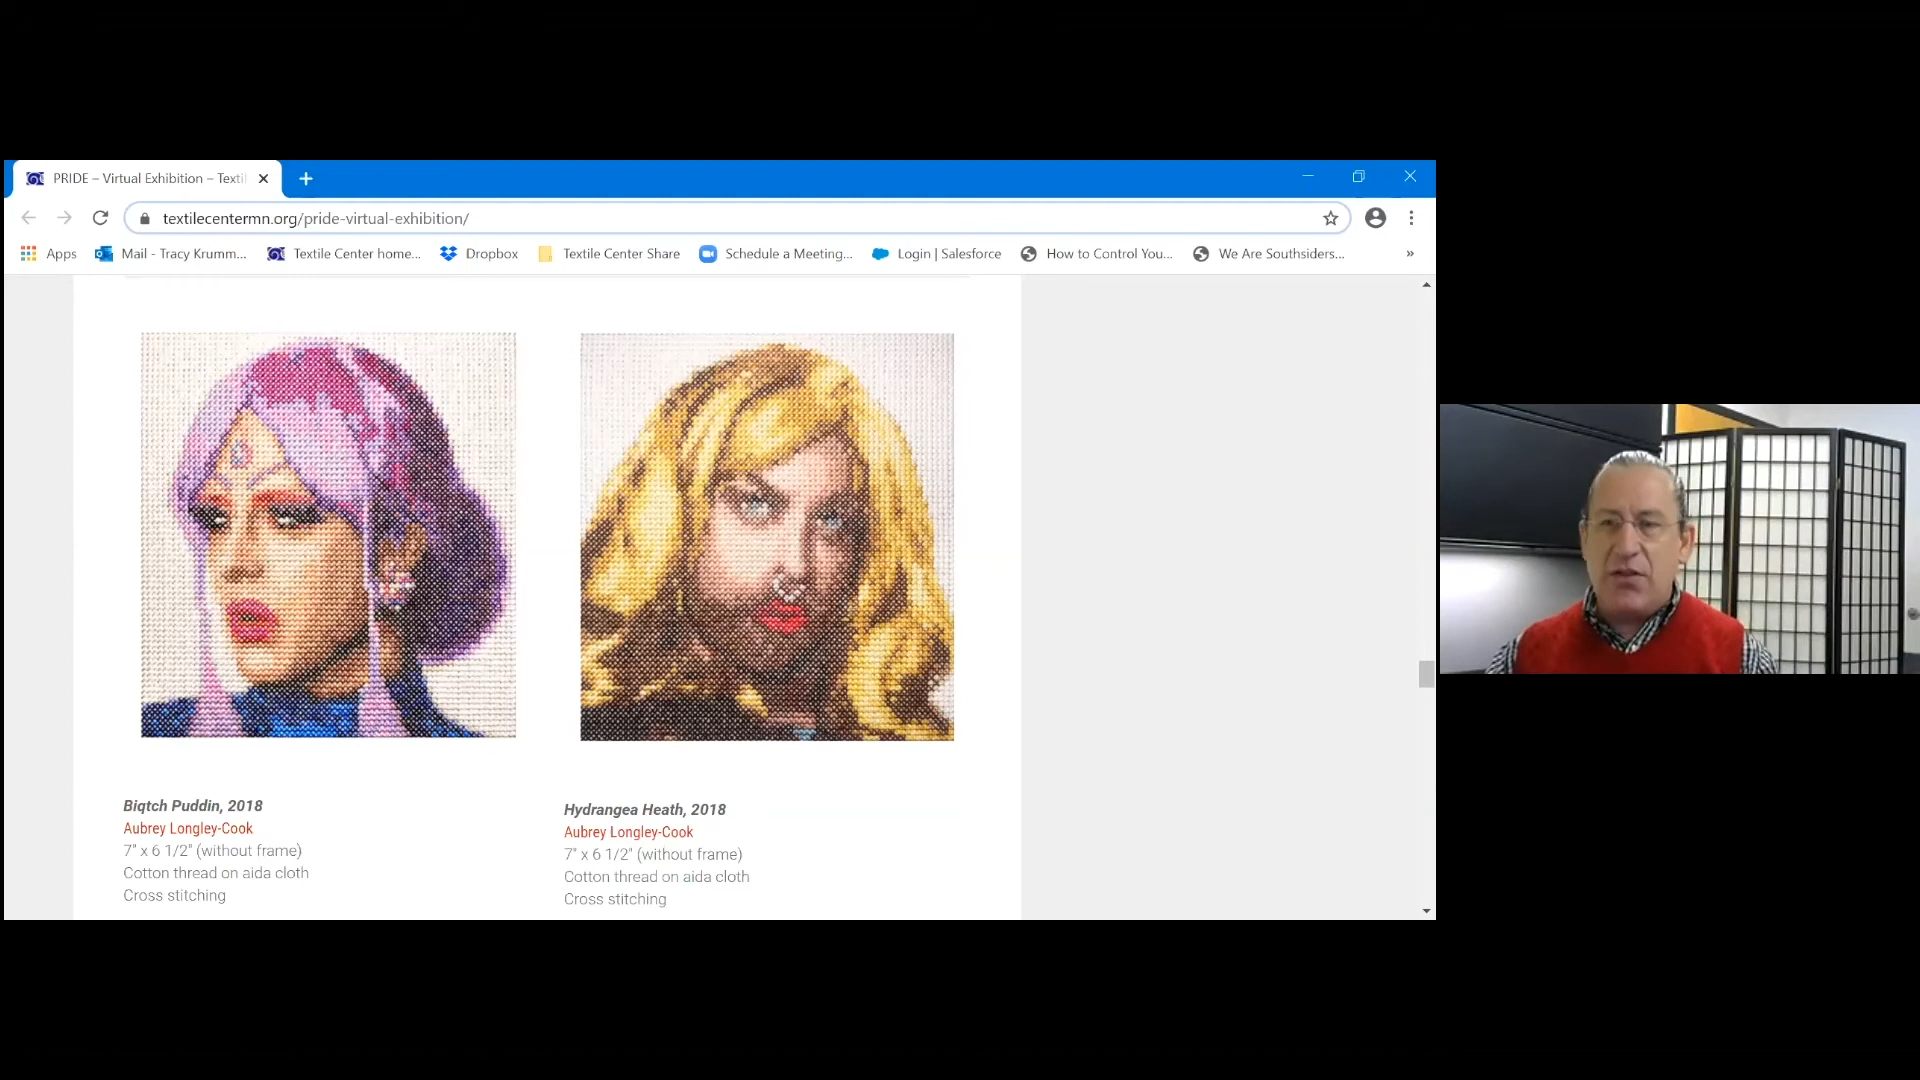 PRIDE – Virtual Exhibition – Texti
textilecentermn.org/pride-virtual-exhibition/
Apps
Mail - Tracy Krumm...
Textile Center home...
Dropbox
Textile Center Share
Schedule a Meeting...
Login | Salesforce
How to Control You...
We Are Southsiders...
»
Biqtch Puddin, 2018
Aubrey Longley-Cook
7" x 6 1/2" (without frame)
Cotton thread on aida cloth
Cross stitching
Hydrangea Heath, 2018
Aubrey Longley-Cook
7" x 6 1/2" (without frame)
Cotton thread on aida cloth
Cross stitching